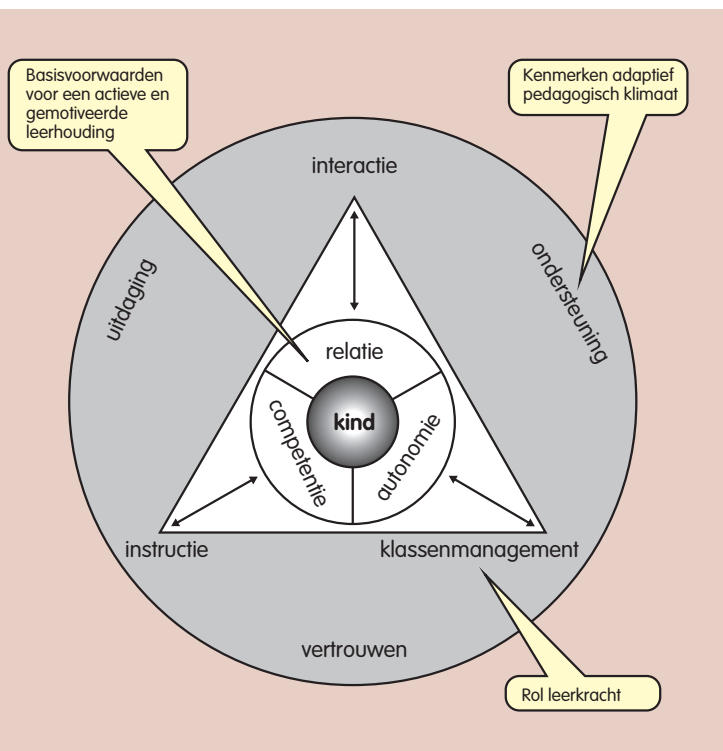 Basisvoorwaarden
voor een actieve en
gemotiveerde
leerhouding
Kenmerken adaptief
pedagogisch klimaat
interactie
uitdaging
ondersteuning
relatie
kind
competentie
autonomie
instructie
klassenmanagement
vertrouwen
Rol leerkracht